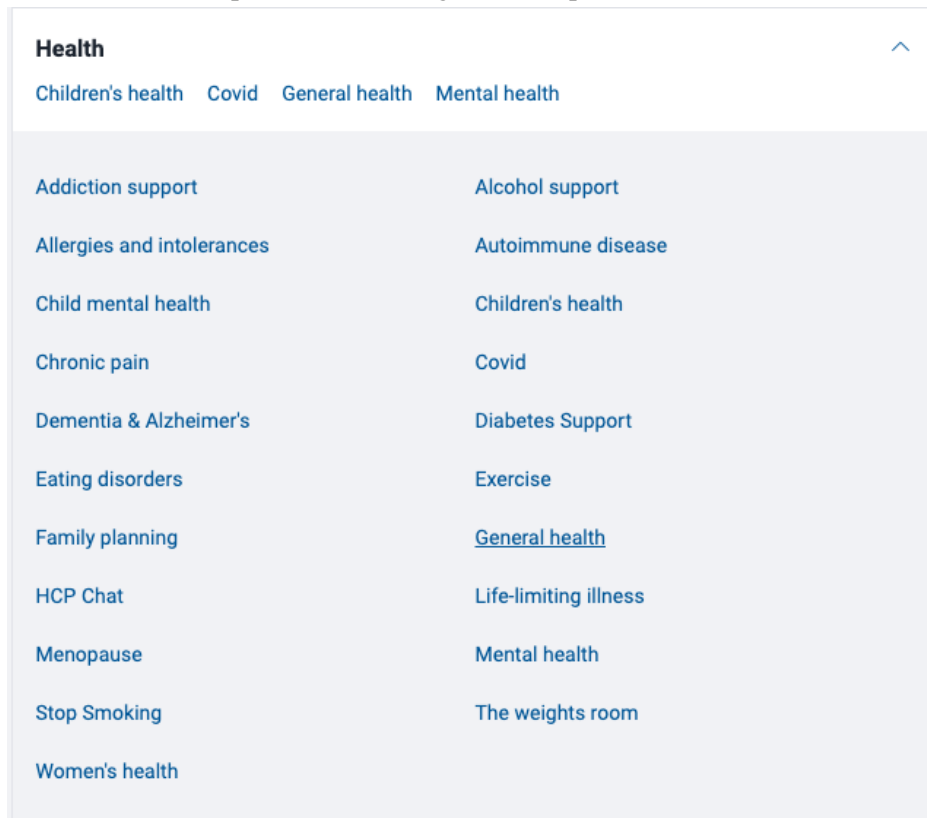 Health
Children's health Covid General health Mental health
Addiction support Alcohol support
Allergies and intolerances Autoimmune disease
Child mental health Children's health
Chronic pain Covid
Dementia & Alzheimer's Diabetes Support
Eating disorders Exercise
Family planning General health
HCP Chat Life-limiting illness
Menopause Mental health
Stop Smoking The weights room
Women's health